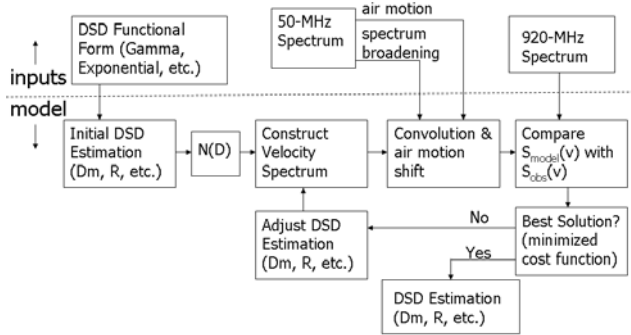 DSD Functional
Form (Gamma,
Exponential, etc.)
50-MHz
Spectrum
air motion
spectrum
broadening
920-MHz
Spectrum
inputs
model
Initial DSD
Estimation
(Dm, R, etc.)
N(D)
Construct
Velocity
Spectrum
Convolution &
air motion
shift
Compare
Smodel(v) with
Sobs(v)
No
Adjust DSD
Estimation
(Dm, R, etc.)
Best Solution?
(minimized
cost function)
Yes
DSD Estimation
(Dm, R, etc.)